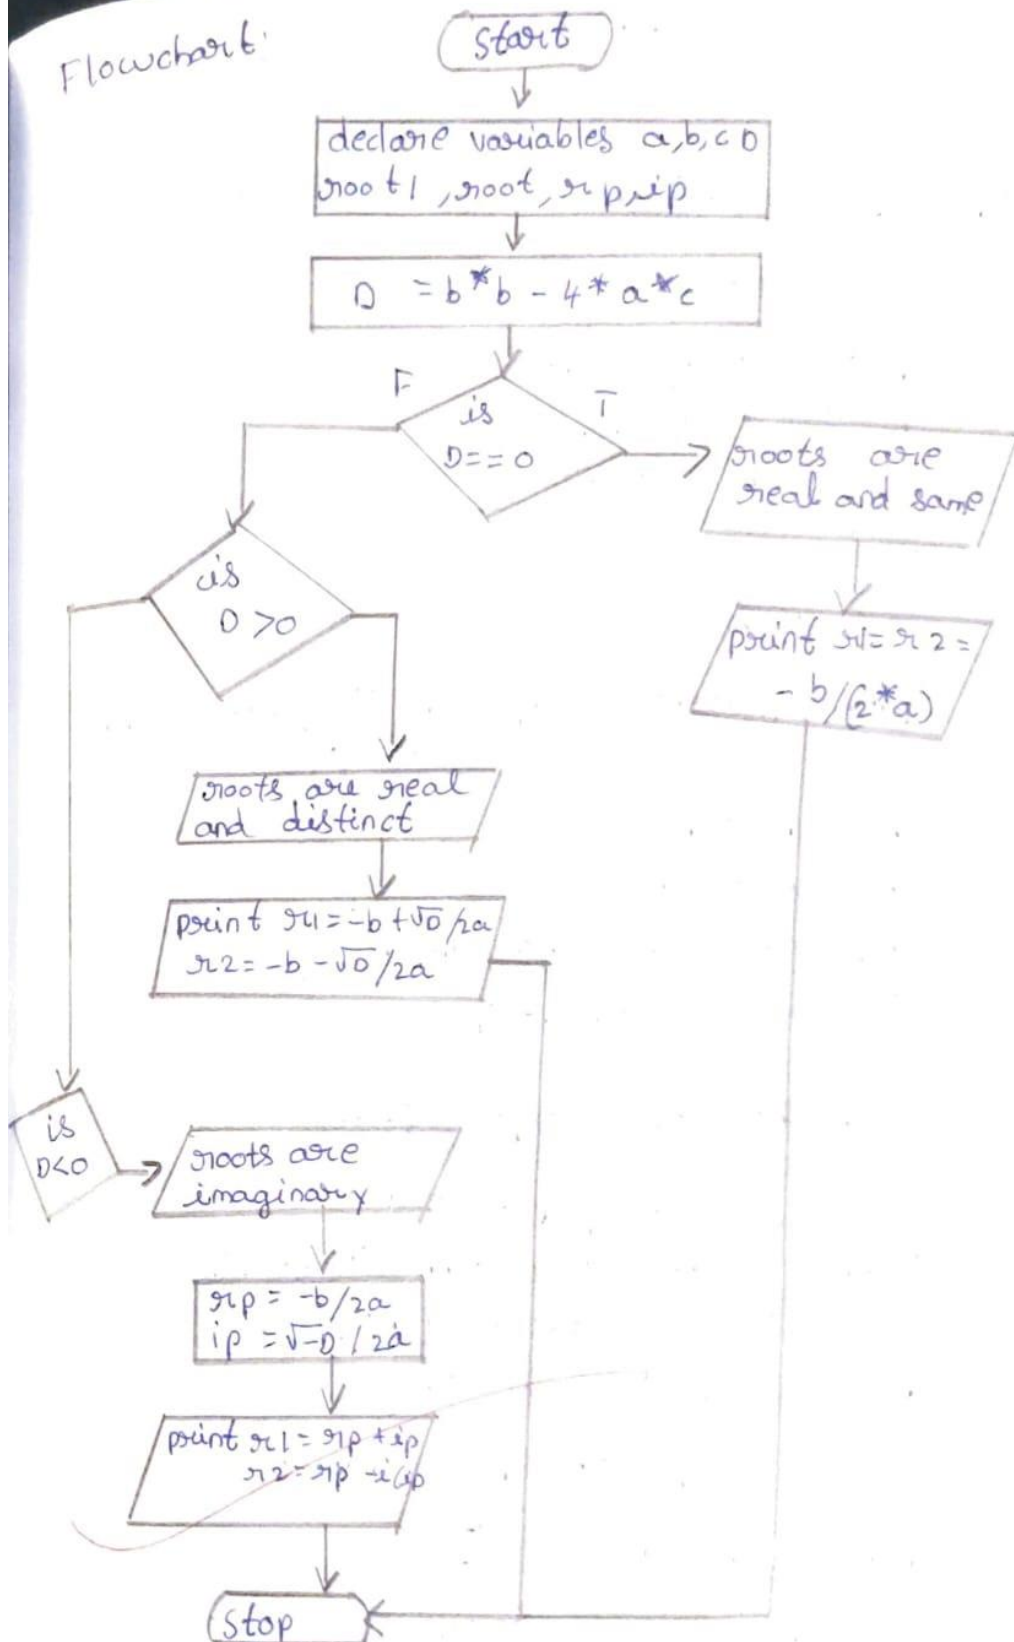 Flowchart.
Start
declare variables a,b,c D
root1, root, rp, ip
D = b*b - 4*a*c
F
T
is
D==0
roots are
real and same
print r1=r2=
-b/(2*a)
is
D>0
roots are real
and distinct
print r1=-b+√D/2a
r2=-b-√D/2a
is
D<0
roots are
imaginary
rp = -b/2a
ip = √-D/2a
print r1=rp+ip
r2=rp-i
stop